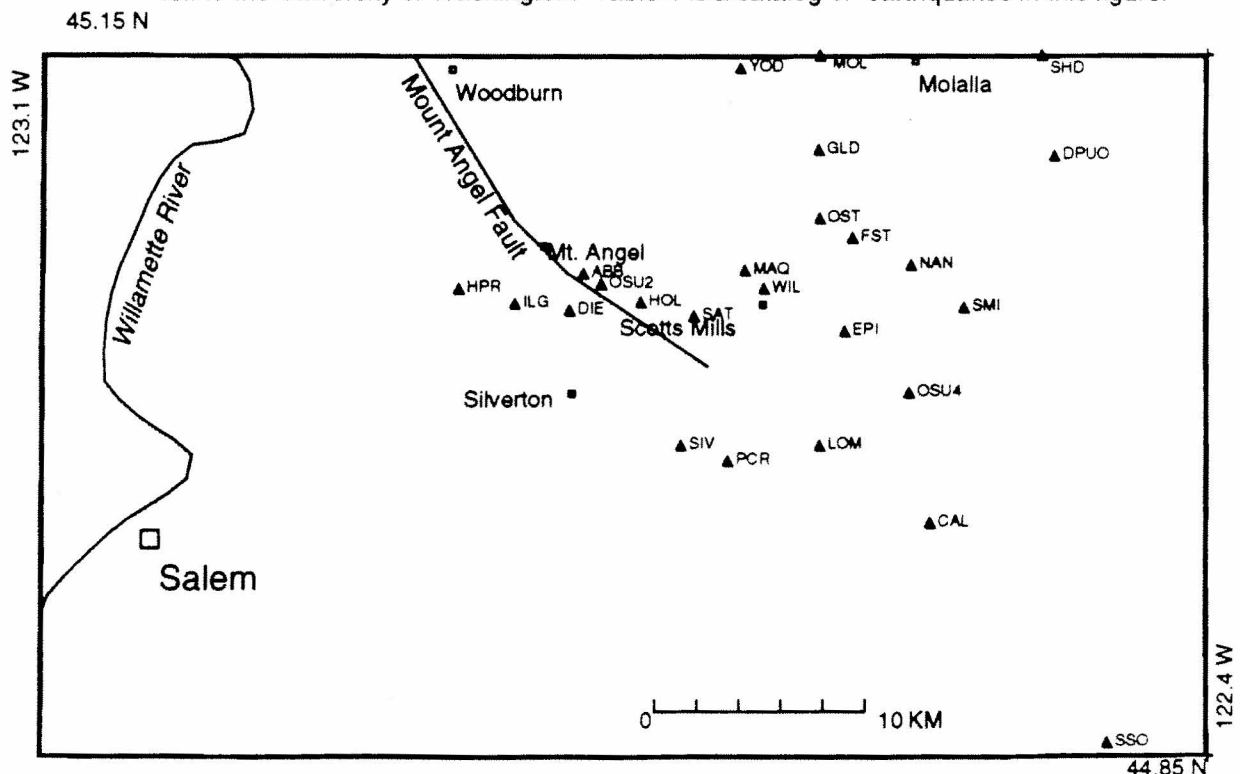 45.15 N
123.1 W
Woodburn
YOD
MOL
Molalla
SHD
Mount Angel Fault
GLD
DPUO
Willamette River
OST
FST
Mt. Angel
ABB
OSU2
MAQ
NAN
HPR
WIL
ILG
DIE
HOL
SAT
SMI
Scotts Mills
EPI
Silverton
OSU4
SIV
PCR
LOM
CAL
Salem
0
10 KM
122.4 W
SSO
44.85 N